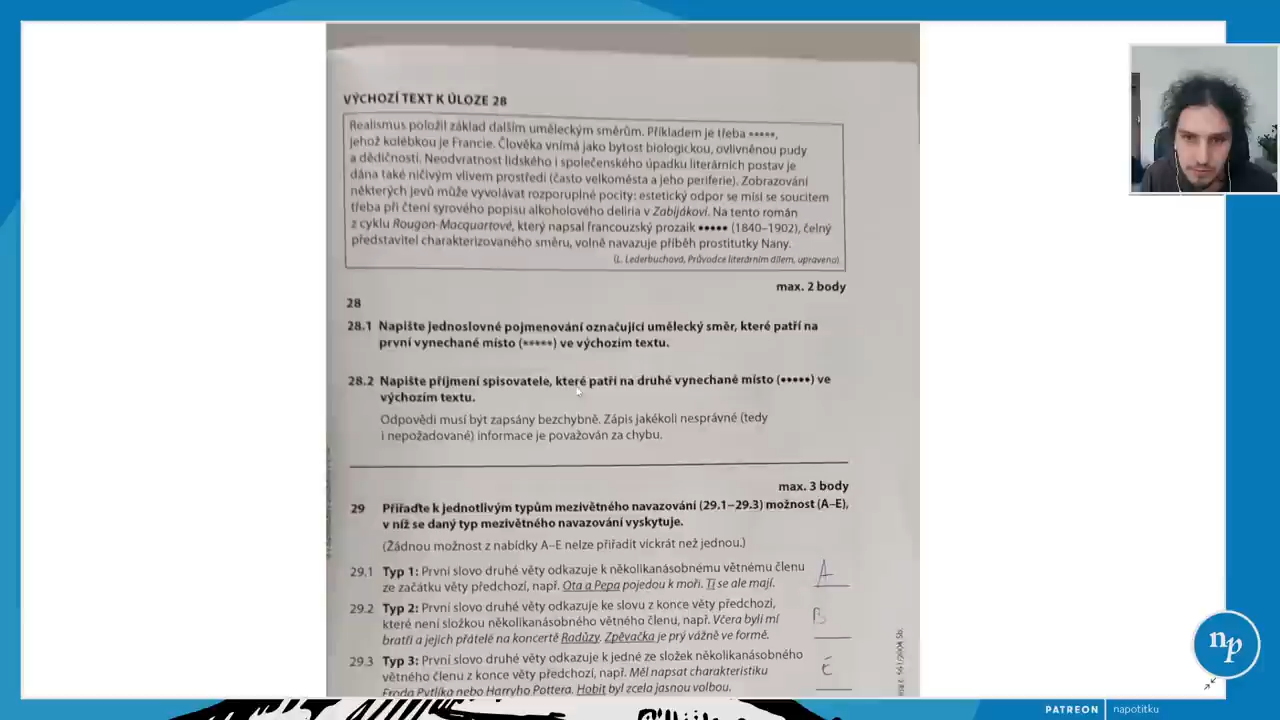 VÝCHOZÍ TEXT K ÚLOZE 28
Realismus položil základ dalším uměleckým směrům. Příkladem je třeba *****,
jehož kolébkou je Francie. Člověka vnímá jako bytost biologickou, ovlivněnou pudy
a dědičností. Neodvratnost lidského i společenského úpadku literárních postav je
dána také ničivým vlivem prostředí (často velkoměsta a jeho periferie). Zobrazování
některých jevů může vyvolávat rozporuplné pocity: estetický odpor se mísí se soucitem
třeba při čtení syrového popisu alkoholového deliria v Zabijákovi. Na tento román
z cyklu Rougon-Macquartové, který napsal francouzský prozaik ••••• (1840–1902), čelný
představitel charakterizovaného směru, volně navazuje příběh prostitutky Nany.
(L. Lederbuchová, Průvodce literárním dílem, upraveno)
max. 2 body
28
28.1 Napište jednoslovné pojmenování označující umělecký směr, které patří na
první vynechané místo (*****) ve výchozím textu.
28.2 Napište příjmení spisovatele, které patří na druhé vynechané místo (•••••) ve
výchozím textu.
Odpovědi musí být zapsány bezchybně. Zápis jakékoli nesprávné (tedy
i nepožadované) informace je považován za chybu.
max. 3 body
29 Přiřaďte k jednotlivým typům mezivětného navazování (29.1–29.3) možnost (A–E),
v níž se daný typ mezivětného navazování vyskytuje.
(Žádnou možnost z nabídky A–E nelze přiřadit víckrát než jednou.)
29.1 Typ 1: První slovo druhé věty odkazuje k několikanásobnému větnému členu A
ze začátku věty předchozí, např. Ota a Pepa pojedou k moři. Ti se ale mají.
29.2 Typ 2: První slovo druhé věty odkazuje ke slovu z konce věty předchozí, B
které není složkou několikanásobného větného členu, např. Včera byli mí
bratři a jejich přátelé na koncertě Radůzy. Zpěvačka je prý vážně ve formě.
29.3 Typ 3: První slovo druhé věty odkazuje k jedné ze složek několikanásobného
větného členu z konce věty předchozí, např. Měl napsat charakteristiku
Froda Pytlíka nebo Harryho Pottera. Hobit byl zcela jasnou volbou.
np
PATREON napotitku